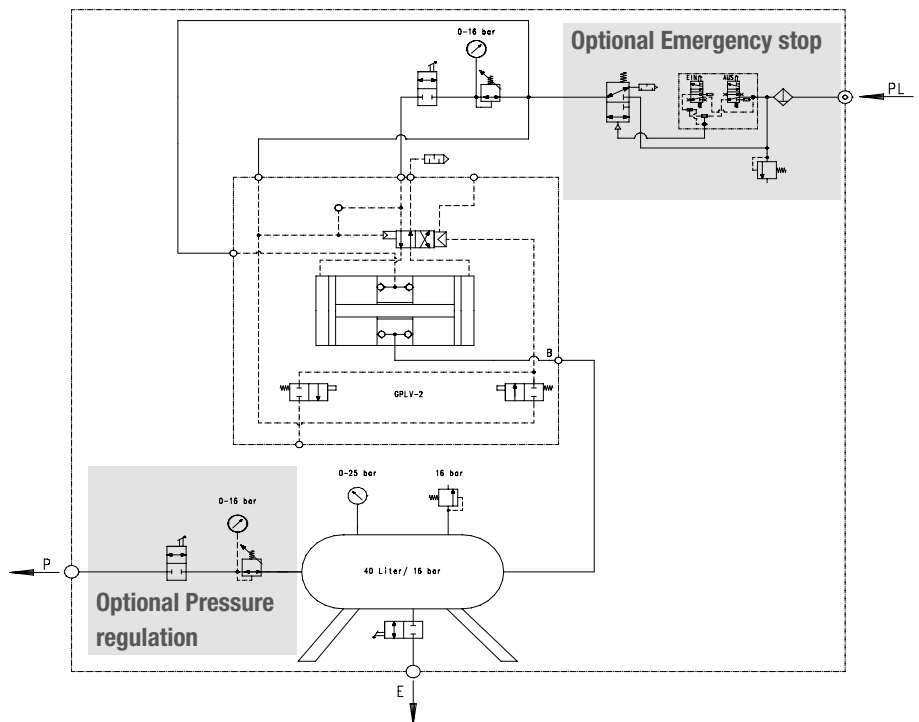 0-16 bar
Optional Emergency stop
EIN
AUS
PL
B
GPLV-2
0-25 bar
16 bar
0-16 bar
P
40 Liter/ 16 bar
Optional Pressure
regulation
E